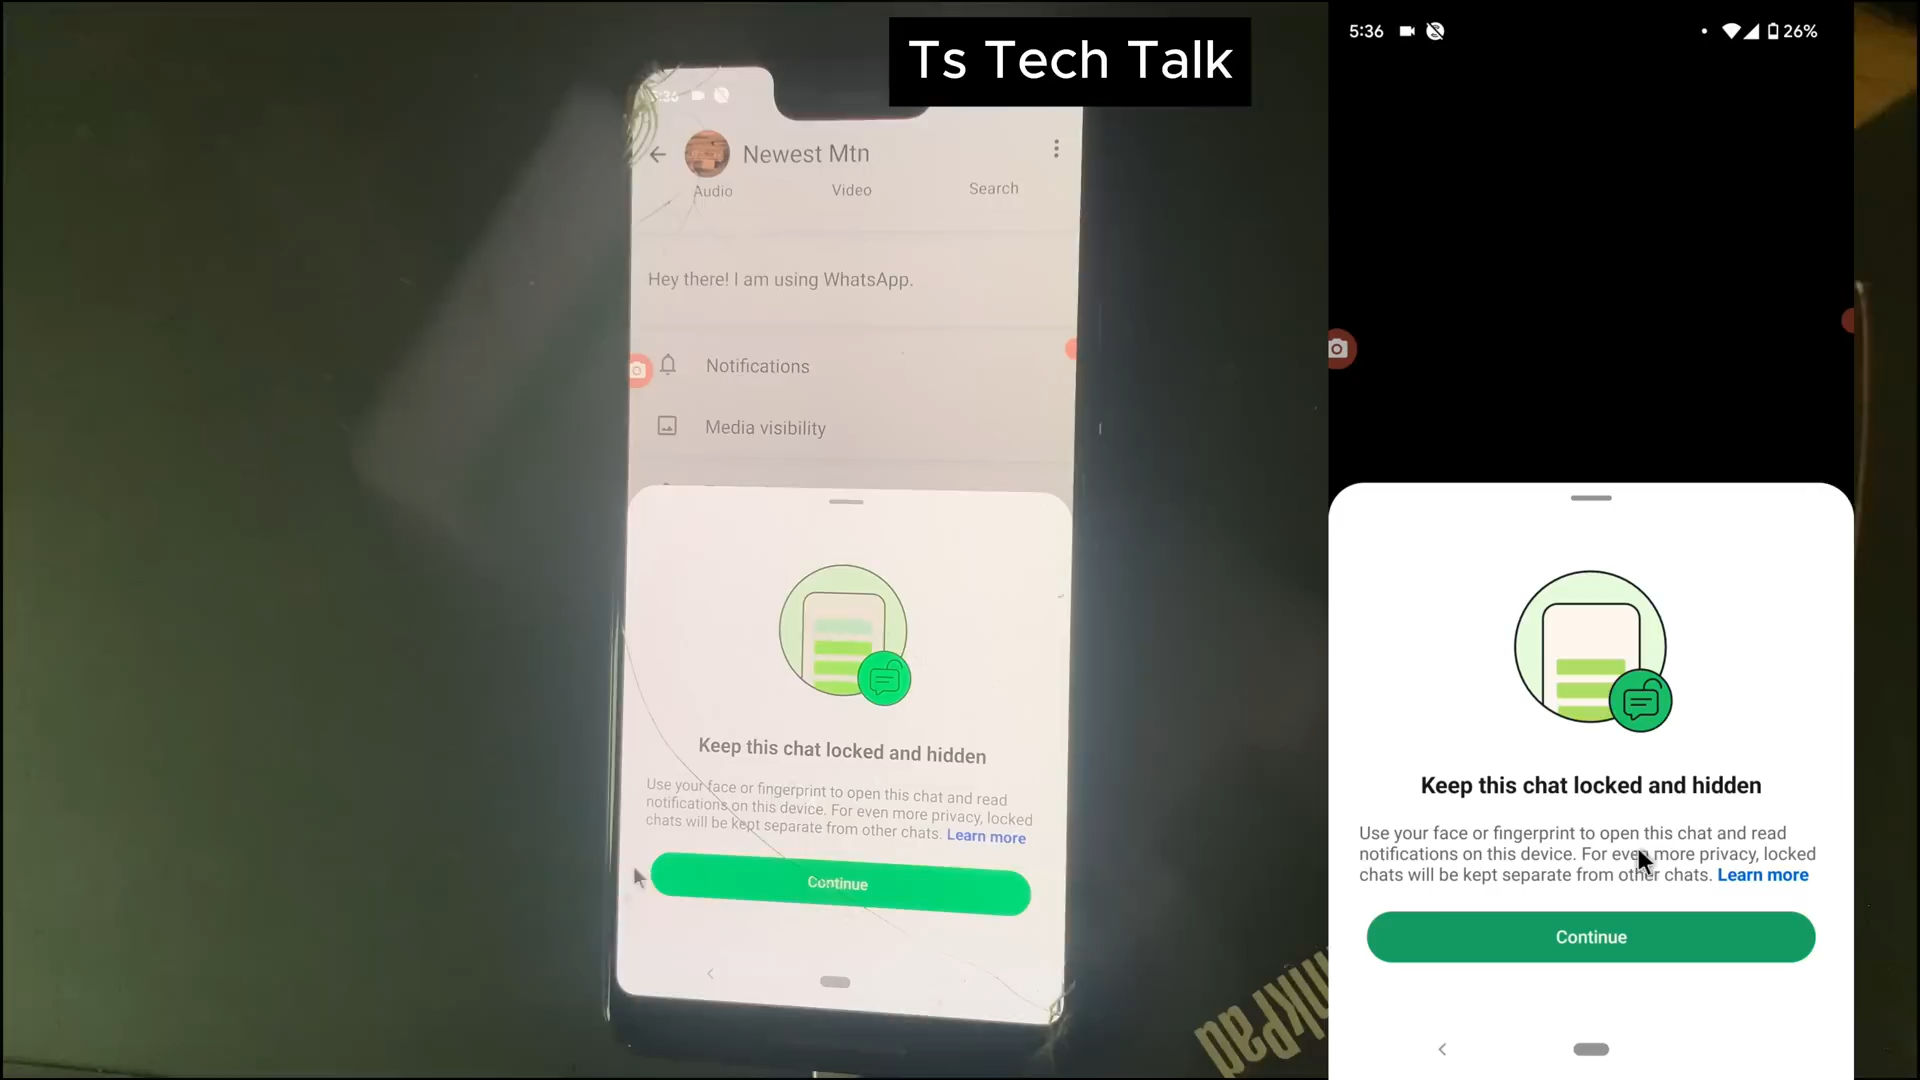 Ts Tech Talk
5:36
Newest Mtn
Audio
Video
Search
Hey there! I am using WhatsApp.
Notifications
Media visibility
Keep this chat locked and hidden
Use your face or fingerprint to open this chat and read
notifications on this device. For even more privacy, locked
chats will be kept separate from other chats. Learn more
Continue
5:36
26%
Keep this chat locked and hidden
Use your face or fingerprint to open this chat and read
notifications on this device. For even more privacy, locked
chats will be kept separate from other chats. Learn more
Continue